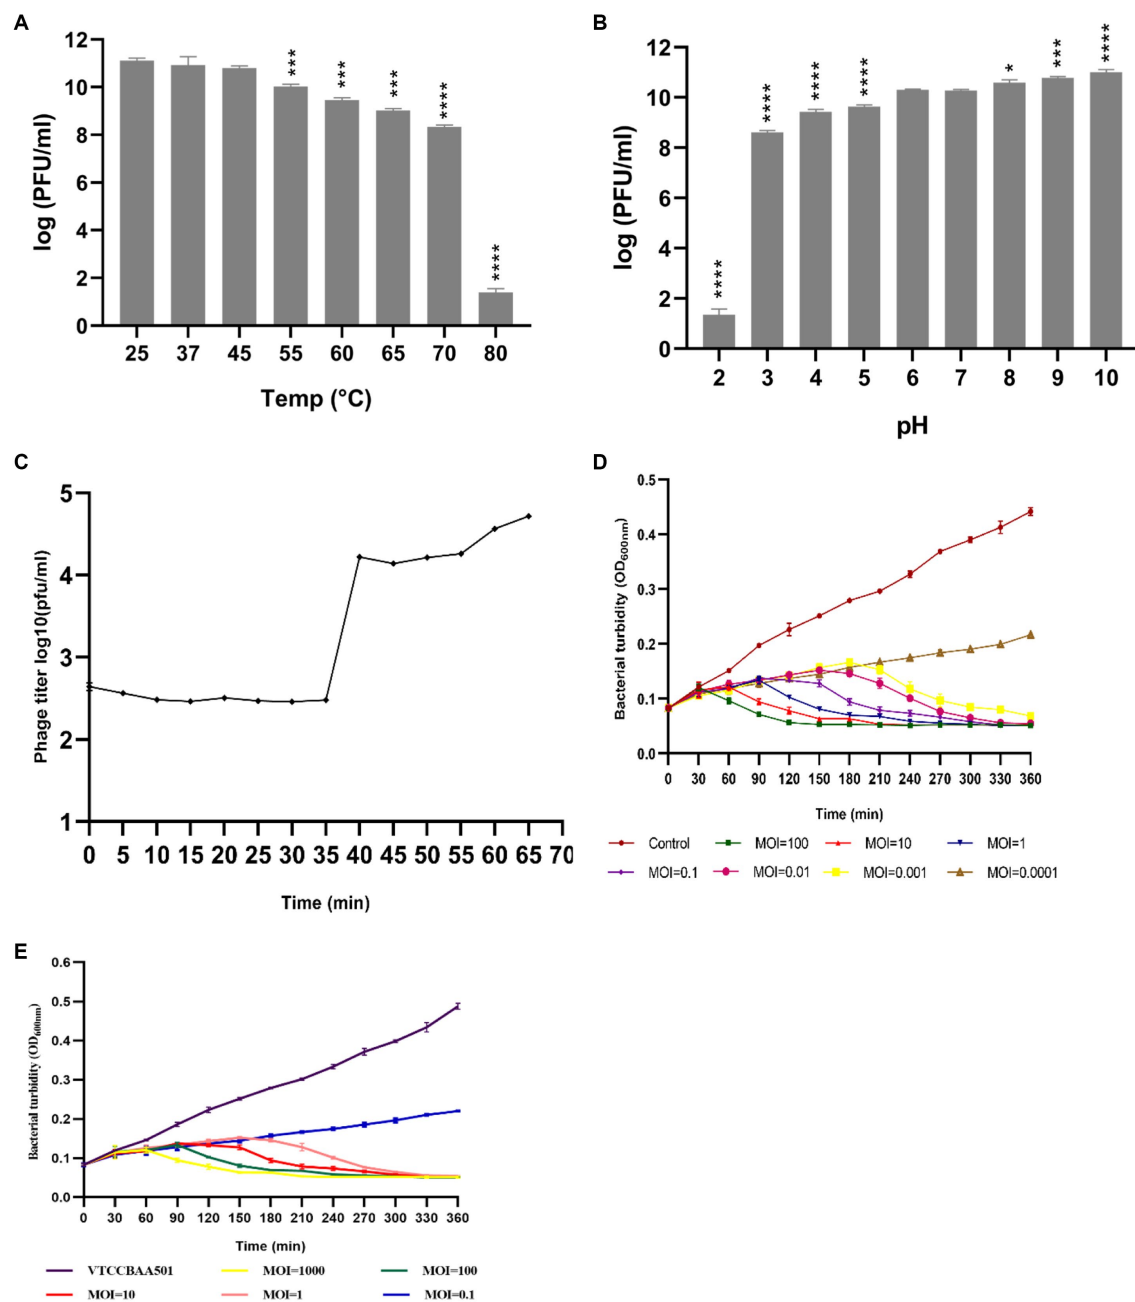 A
12
10
8
6
4
2
0
log (PFU/ml)
***
***
***
****
****
25 37 45 55 60 65 70 80
Temp (°C)
B
12
10
8
6
4
2
0
log (PFU/ml)
****
****
****
****
*
***
****
2 3 4 5 6 7 8 9 10
pH
C
5
4
3
2
1
Phage titer log10(pfu/ml)
0 5 10 15 20 25 30 35 40 45 50 55 60 65 70
Time (min)
D
0.5
0.4
0.3
0.2
0.1
0.0
Bacterial turbidity (OD600nm)
0 30 60 90 120 150 180 210 240 270 300 330 360
Time (min)
Control MOI=100 MOI=10 MOI=1
MOI=0.1 MOI=0.01 MOI=0.001 MOI=0.0001
E
0.6
0.5
0.4
0.3
0.2
0.1
0.0
Bacterial turbidity (OD600nm)
0 30 60 90 120 150 180 210 240 270 300 330 360
Time (min)
VTCCBAA501 MOI=1000 MOI=100
MOI=10 MOI=1 MOI=0.1